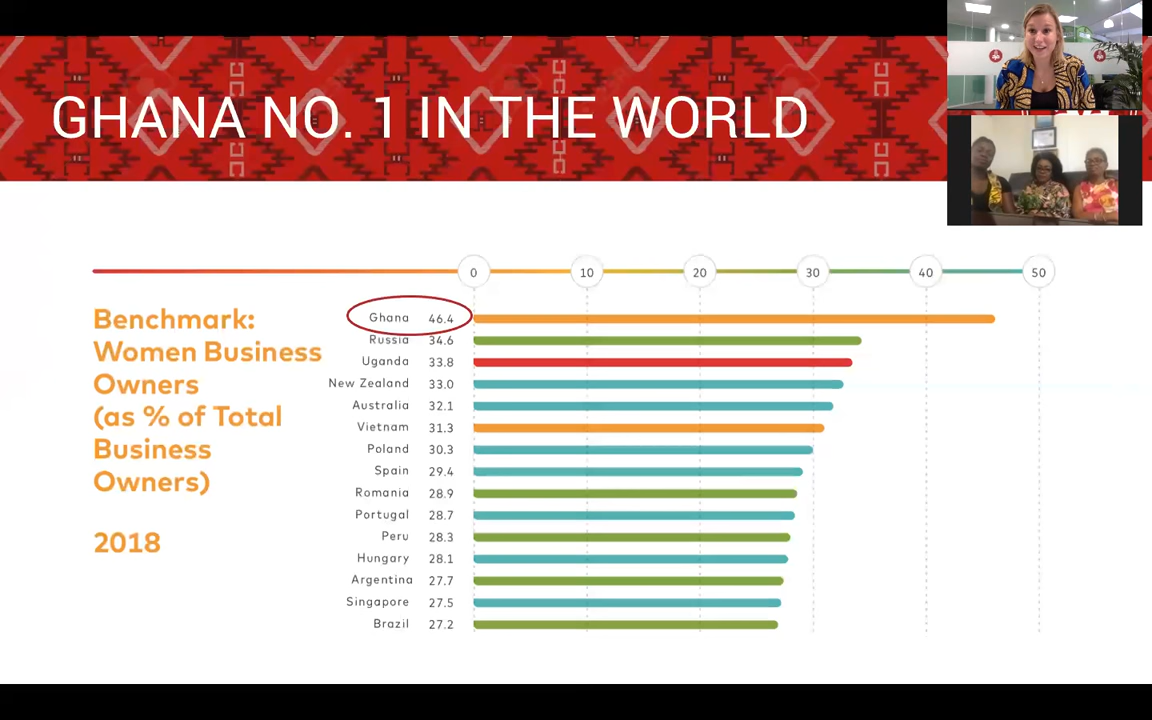 GHANA NO. 1 IN THE WORLD
0 10 20 30 40 50
Benchmark:
Women Business
Owners
(as % of Total
Business
Owners)
2018
Ghana 46.4
Russia 34.6
Uganda 33.8
New Zealand 33.0
Australia 32.1
Vietnam 31.3
Poland 30.3
Spain 29.4
Romania 28.9
Portugal 28.7
Peru 28.3
Hungary 28.1
Argentina 27.7
Singapore 27.5
Brazil 27.2